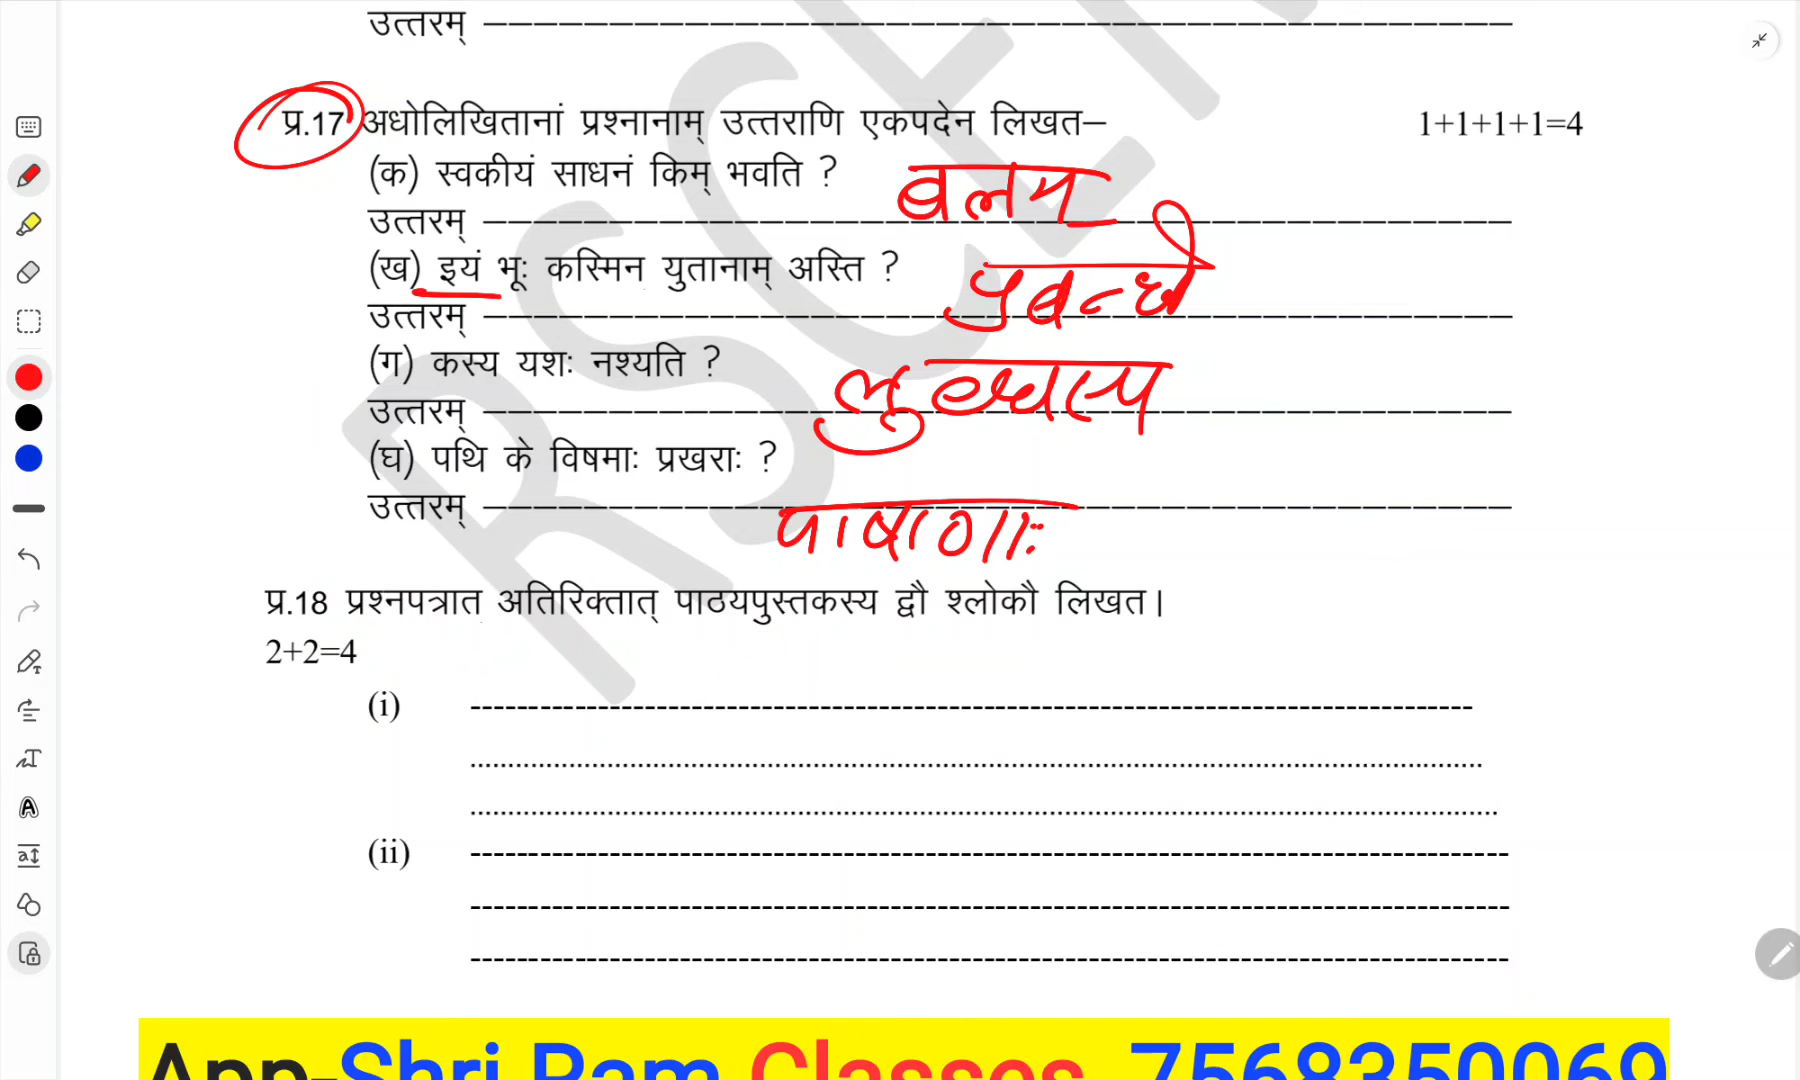 उत्तरम्
प्र.17 अधोलिखितानां प्रश्नानाम् उत्तराणि एकपदेन लिखत– 1+1+1+1=4
(क) स्वकीयं साधनं किम् भवति ?
बलम्
उत्तरम्
(ख) इयं भूः कस्मिन युतानाम् अस्ति ?
प्रबन्धे
उत्तरम्
(ग) कस्य यशः नश्यति ?
लुब्धस्य
उत्तरम्
(घ) पथि के विषमाः प्रखराः ?
उत्तरम्
पाषाणाः
प्र.18 प्रश्नपत्रात अतिरिक्तात् पाठयपुस्तकस्य द्वौ श्लोकौ लिखत।
2+2=4
(i)
(ii)
App-Shri Ram Classes 7568350069